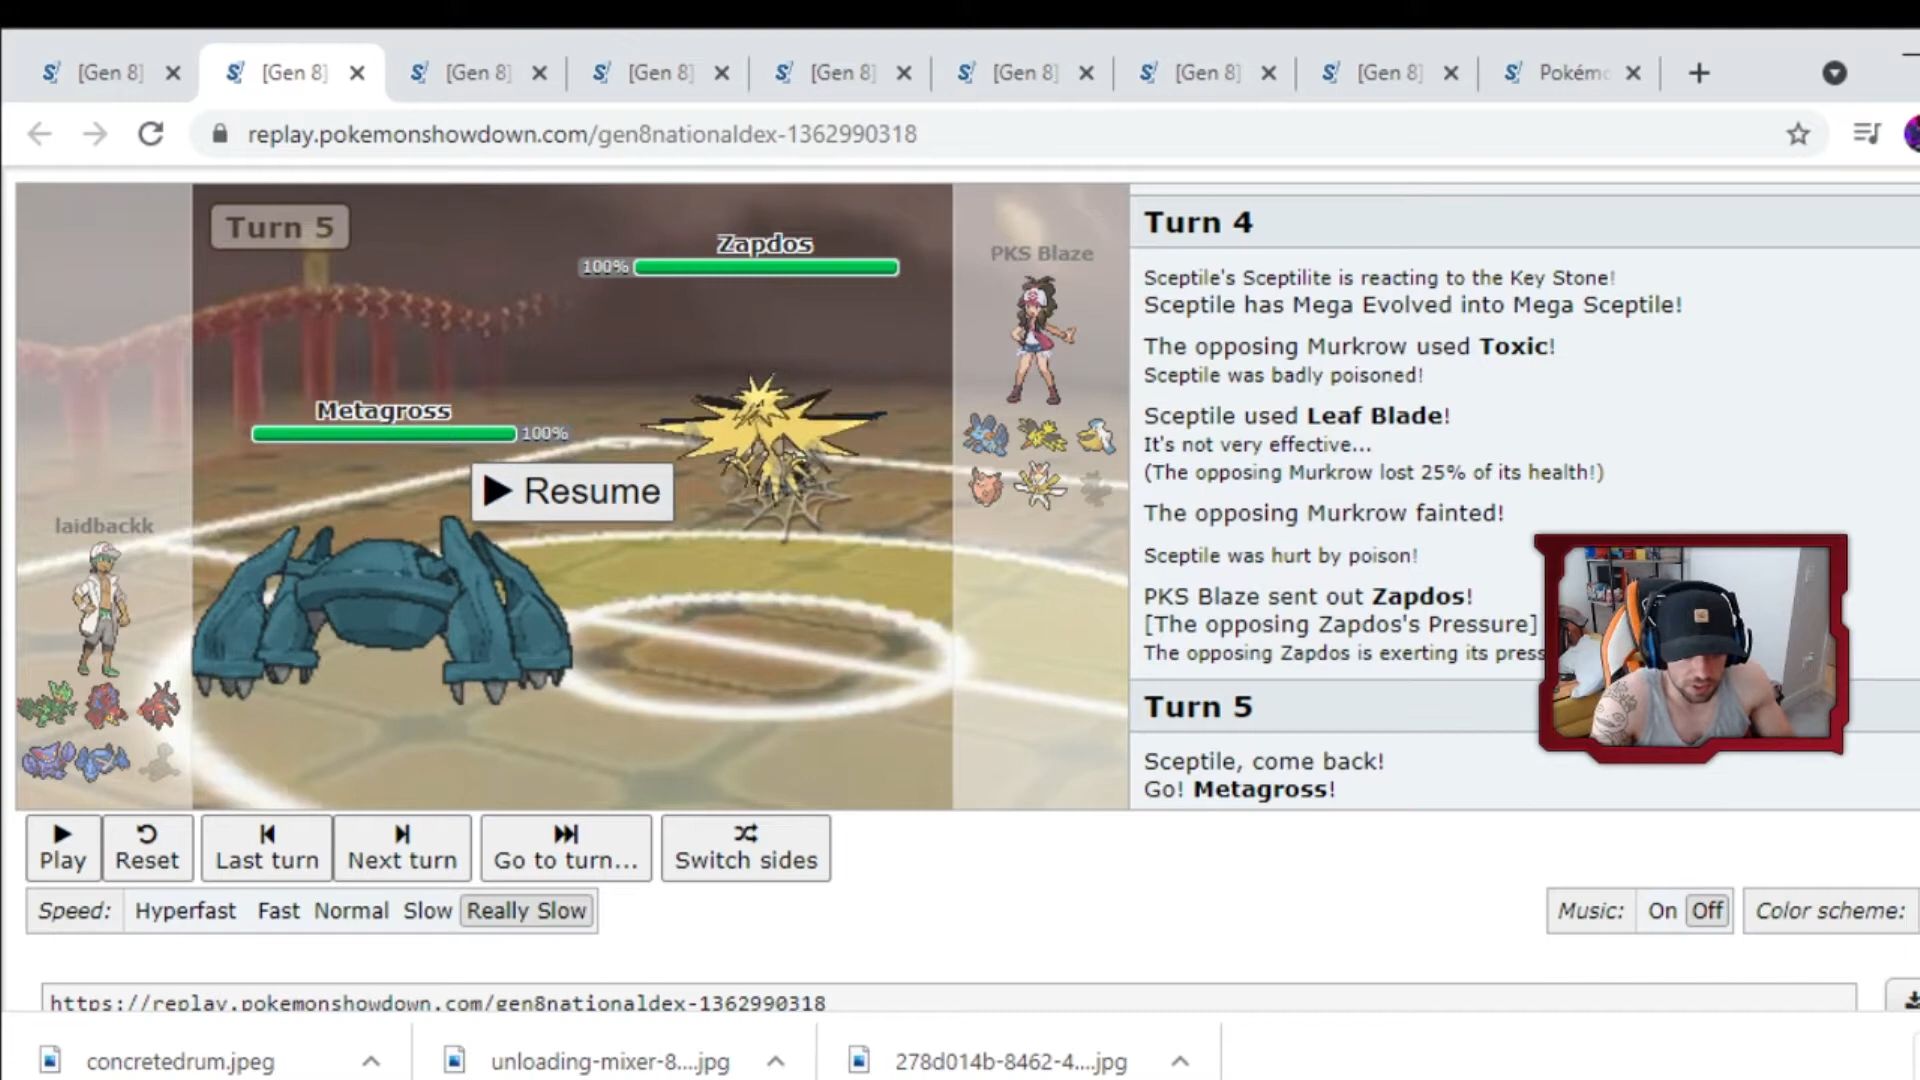 [Gen 8] [Gen 8] [Gen 8] [Gen 8] [Gen 8] [Gen 8] [Gen 8] [Gen 8] Pokém
replay.pokemonshowdown.com/gen8nationaldex-1362990318
Turn 5
Zapdos
100%
Metagross
100%
Resume
PKS Blaze
laidbackk
Turn 4
Sceptile's Sceptilite is reacting to the Key Stone!
Sceptile has Mega Evolved into Mega Sceptile!
The opposing Murkrow used Toxic!
Sceptile was badly poisoned!
Sceptile used Leaf Blade!
It's not very effective...
(The opposing Murkrow lost 25% of its health!)
The opposing Murkrow fainted!
Sceptile was hurt by poison!
PKS Blaze sent out Zapdos!
[The opposing Zapdos's Pressure]
The opposing Zapdos is exerting its press
Turn 5
Sceptile, come back!
Go! Metagross!
Play Reset Last turn Next turn Go to turn... Switch sides
Speed: Hyperfast Fast Normal Slow Really Slow
Music: On Off Color scheme:
https://replay.pokemonshowdown.com/gen8nationaldex-1362990318
concretedrum.jpeg unloading-mixer-8....jpg 278d014b-8462-4....jpg